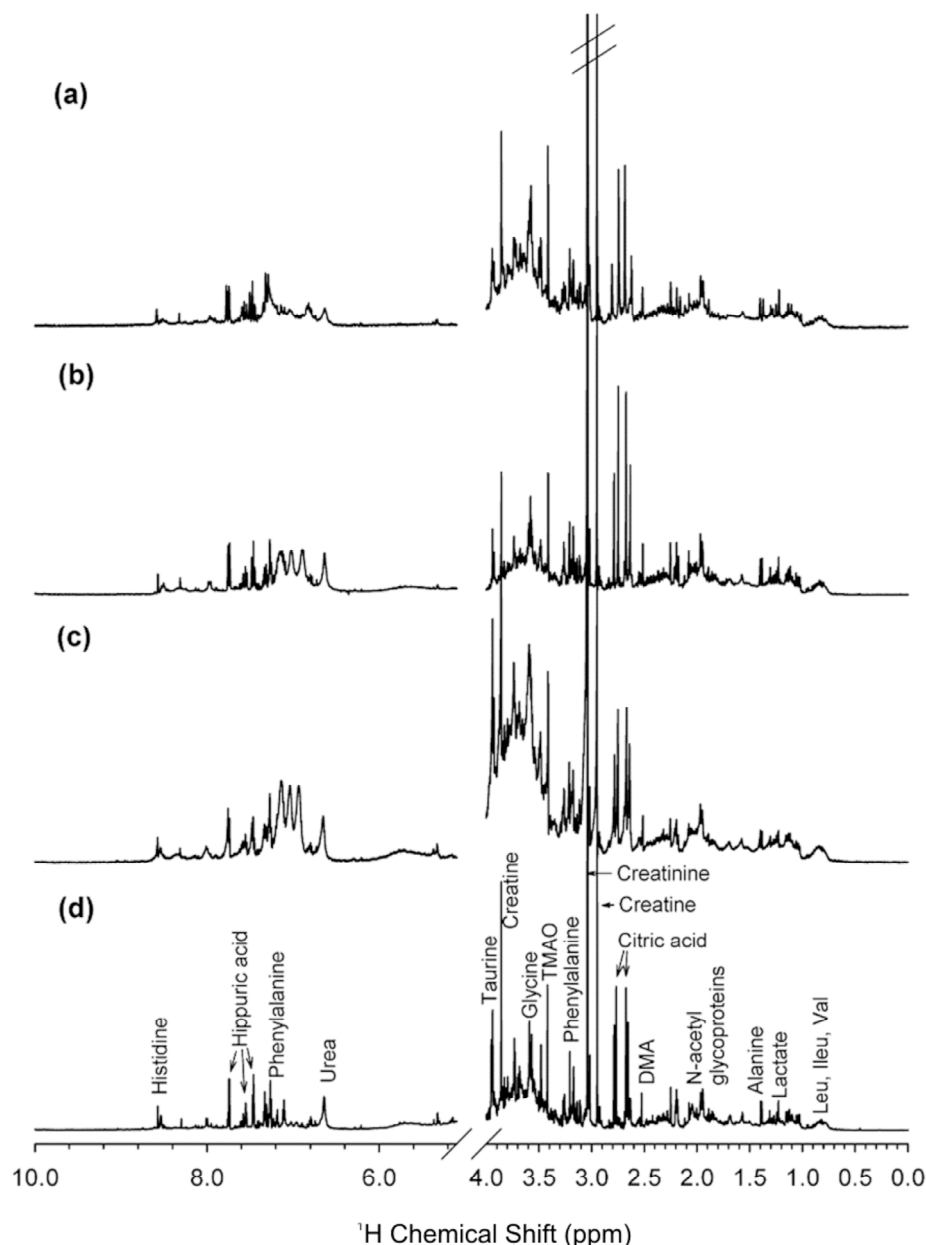 (a)
(b)
(c)
Creatinine
Creatine
(d)
Histidine
Hippuric acid
Phenylalanine
Urea
Taurine
Creatine
Glycine
TMAO
Phenylalanine
Citric acid
DMA
N-acetyl
glycoproteins
Alanine
Lactate
Leu, Ileu, Val
10.0 8.0 6.0 4.0 3.5 3.0 2.5 2.0 1.5 1.0 0.5 0.0
¹H Chemical Shift (ppm)